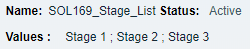 Name: SOL169_Stage_List Status: Active
Values : Stage 1 ; Stage 2 ; Stage 3